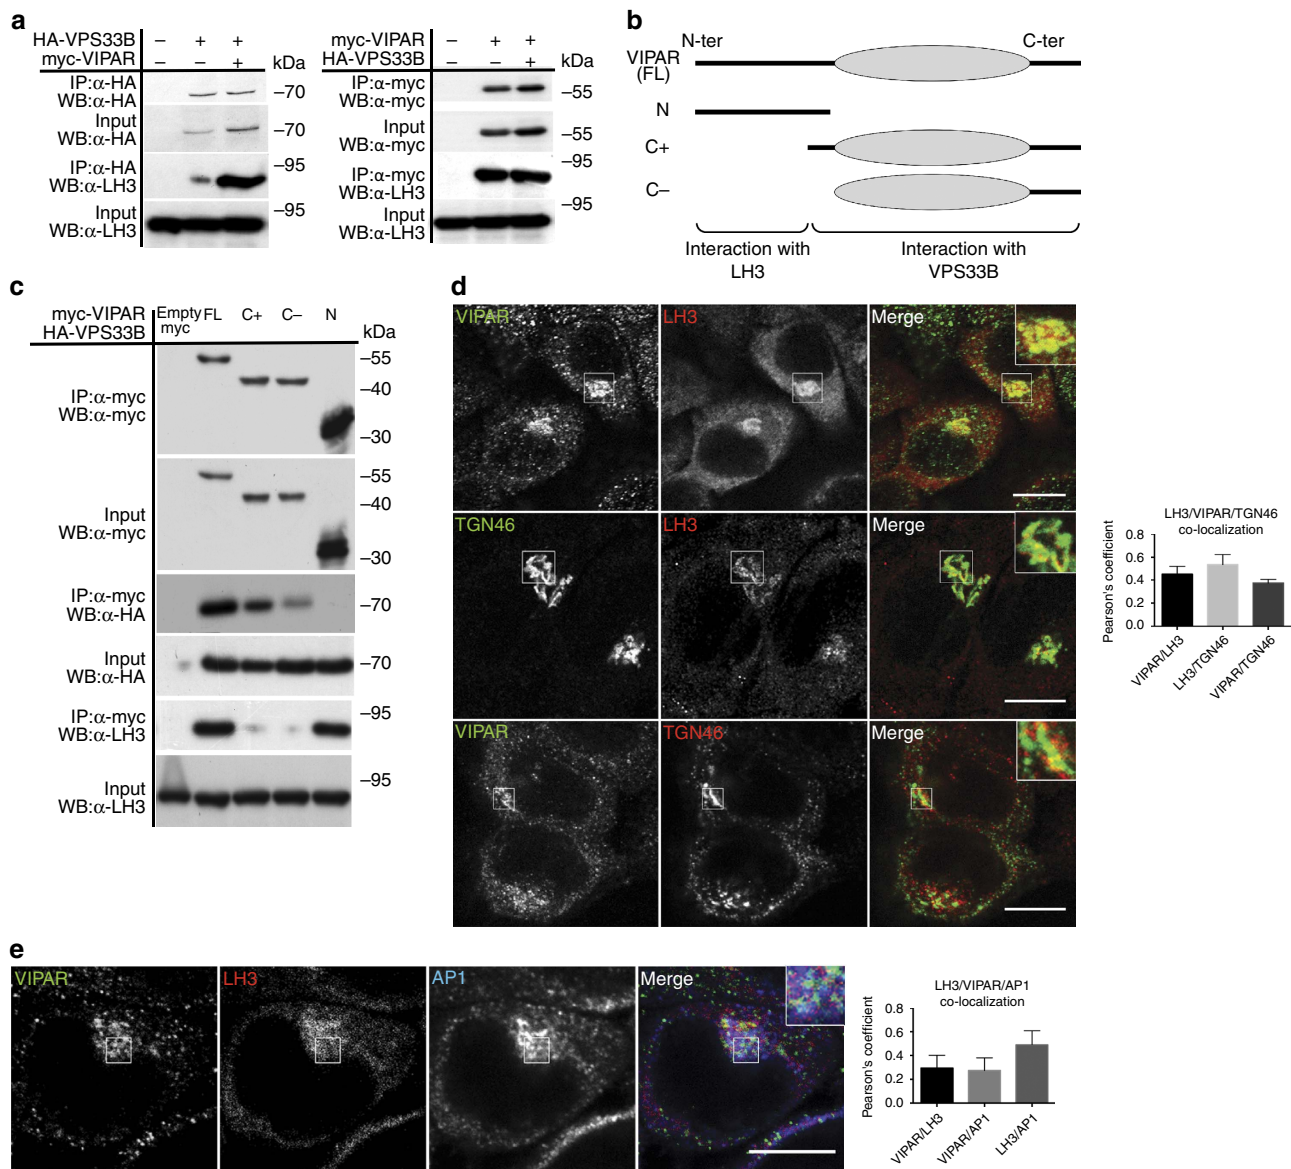 a
HA-VPS33B – + +
myc-VIPAR – – +
kDa
IP:α-HA
WB:α-HA
–70
Input
WB:α-HA
–70
IP:α-HA
WB:α-LH3
–95
Input
WB:α-LH3
–95
myc-VIPAR – + +
HA-VPS33B – – +
kDa
IP:α-myc
WB:α-myc
–55
Input
WB:α-myc
–55
IP:α-myc
WB:α-LH3
–95
Input
WB:α-LH3
–95
b
N-ter
C-ter
VIPAR
(FL)
N
C+
C–
Interaction with
LH3
Interaction with
VPS33B
c
myc-VIPAR
HA-VPS33B
Empty
myc
FL C+ C– N
kDa
IP:α-myc
WB:α-myc
–55
–40
–30
Input
WB:α-myc
–55
–40
–30
IP:α-myc
WB:α-HA
–70
Input
WB:α-HA
–70
IP:α-myc
WB:α-LH3
–95
Input
WB:α-LH3
–95
d
VIPAR
LH3
Merge
TGN46
LH3
Merge
VIPAR
TGN46
Merge
LH3/VIPAR/TGN46
co-localization
Pearson's coefficient
0.8
0.6
0.4
0.2
0.0
VIPAR/LH3
LH3/TGN46
VIPAR/TGN46
e
VIPAR
LH3
AP1
Merge
LH3/VIPAR/AP1
co-localization
Pearson's coefficient
0.8
0.6
0.4
0.2
0
VIPAR/LH3
VIPAR/AP1
LH3/AP1